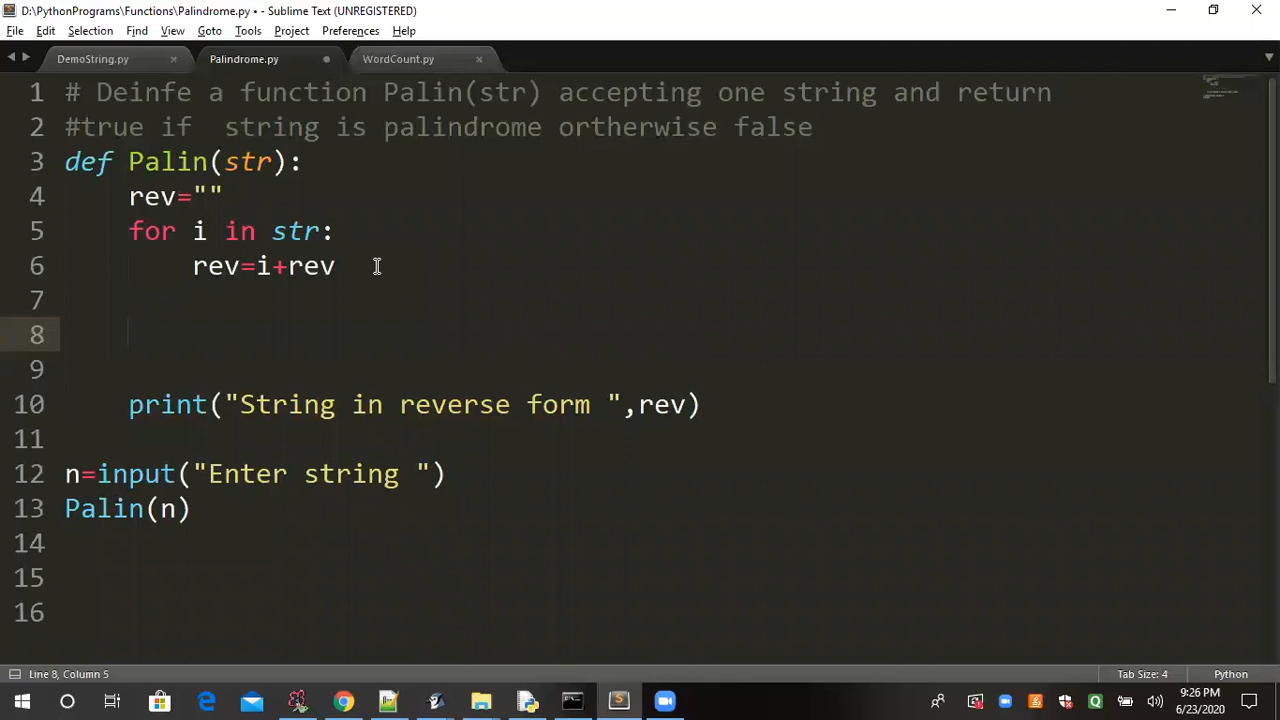 D:\PythonPrograms\Functions\Palindrome.py • - Sublime Text (UNREGISTERED)
File Edit Selection Find View Goto Tools Project Preferences Help
DemoString.py Palindrome.py WordCount.py
1 # Deinfe a function Palin(str) accepting one string and return
2 #true if  string is palindrome ortherwise false
3 def Palin(str):
4     rev=""
5     for i in str:
6         rev=i+rev
7
8
9
10     print("String in reverse form ",rev)
11
12 n=input("Enter string ")
13 Palin(n)
14
15
16
Line 8, Column 5 Tab Size: 4 Python
9:26 PM
6/23/2020